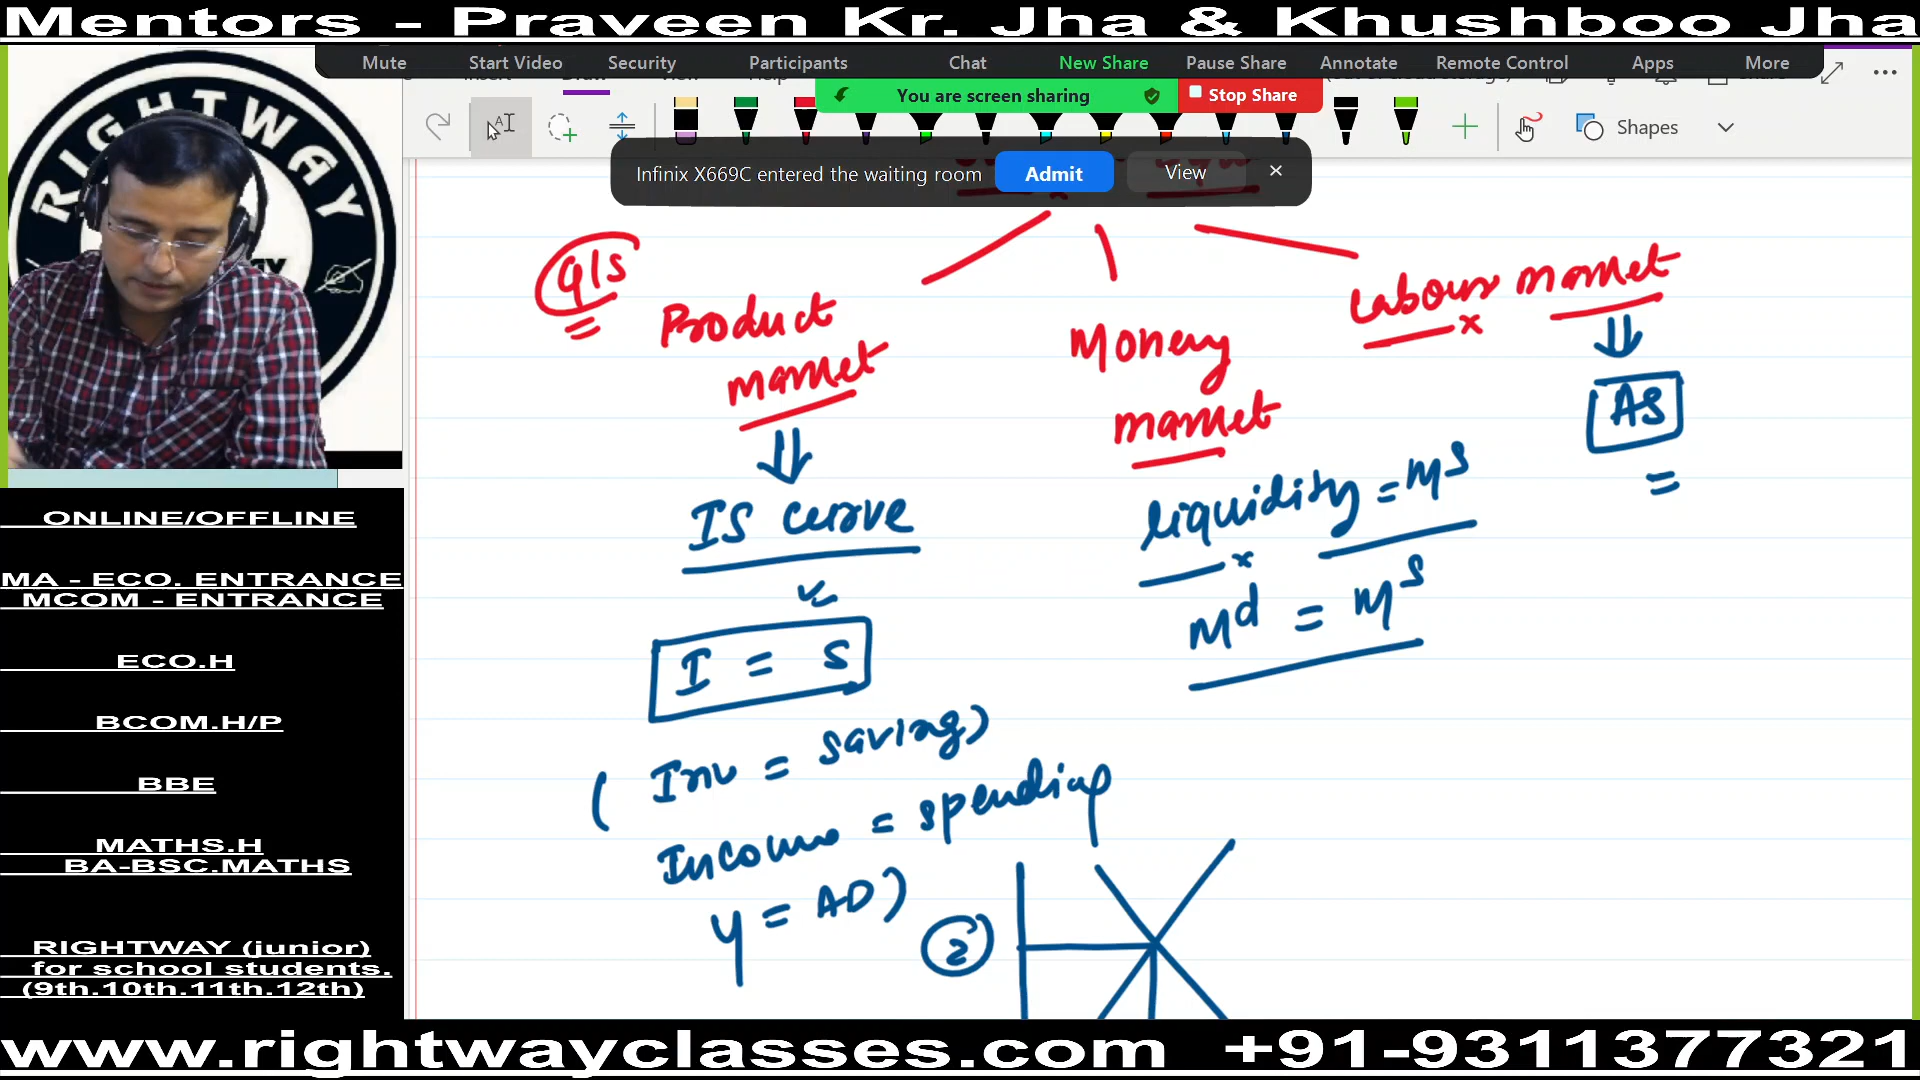 Mentors - Praveen Kr. Jha & Khushboo Jha
Mute Start Video Security Participants Chat New Share Pause Share Annotate Remote Control Apps More
You are screen sharing Stop Share
Shapes
Infinix X669C entered the waiting room Admit View
RIGHTWAY
Q/S
Product market
Money market
Labour market
AS
=
IS curve
liquidity = M^s
M^d = M^s
I = S
( Inv = saving)
Income = spending
Y = AD)
2
ONLINE/OFFLINE
MA - ECO. ENTRANCE
MCOM - ENTRANCE
ECO.H
BCOM.H/P
BBE
MATHS.H
BA-BSC.MATHS
RIGHTWAY (junior)
for school students.
(9th.10th.11th.12th)
www.rightwayclasses.com +91-9311377321